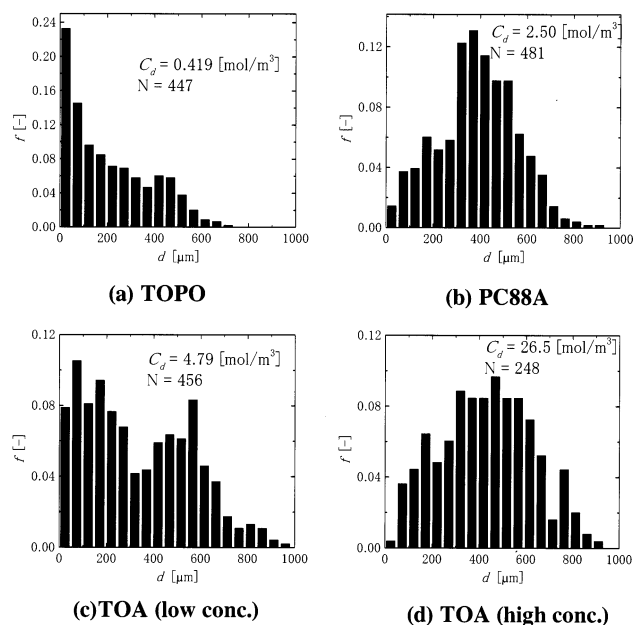 0.24
0.20
0.16
0.12
0.08
0.04
0.00
f [-]
C_d = 0.419 [mol/m³]
N = 447
0 200 400 600 800 1000
d [μm]
(a) TOPO
0.12
0.08
0.04
0.00
f [-]
C_d = 2.50 [mol/m³]
N = 481
0 200 400 600 800 1000
d [μm]
(b) PC88A
0.12
0.08
0.04
0.00
f [-]
C_d = 4.79 [mol/m³]
N = 456
0 200 400 600 800 1000
d [μm]
(c)TOA (low conc.)
0.12
0.08
0.04
0.00
f [-]
C_d = 26.5 [mol/m³]
N = 248
0 200 400 600 800 1000
d [μm]
(d) TOA (high conc.)